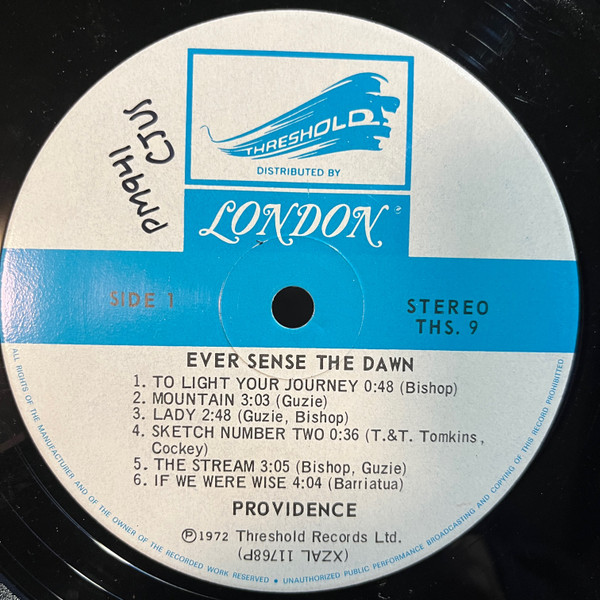 THRESHOLD
DISTRIBUTED BY
LONDON®
PM941
CJUS
SIDE 1
STEREO
THS. 9
EVER SENSE THE DAWN
1. TO LIGHT YOUR JOURNEY 0:48 (Bishop)
2. MOUNTAIN 3:03 (Guzie)
3. LADY 2:48 (Guzie, Bishop)
4. SKETCH NUMBER TWO 0:36 (T.&T. Tomkins,
Cockey)
5. THE STREAM 3:05 (Bishop, Guzie)
6. IF WE WERE WISE 4:04 (Barriatua)
PROVIDENCE
℗1972 Threshold Records Ltd.
(XZAL 11768P)
ALL RIGHTS OF THE MANUFACTURER AND OF THE OWNER OF THE RECORDED WORK RESERVED • UNAUTHORIZED PUBLIC PERFORMANCE BROADCASTING AND COPYING OF THIS RECORD PROHIBITED